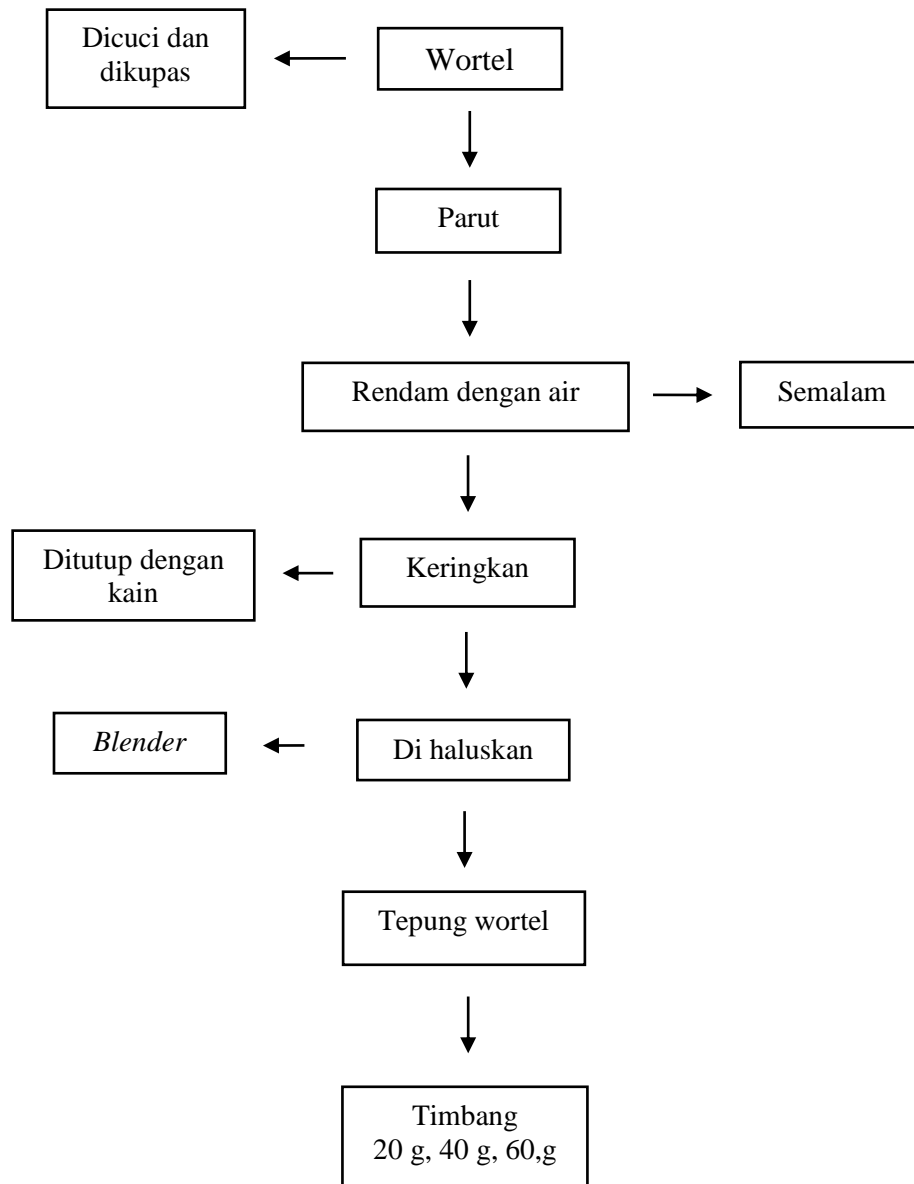 Dicuci dan
dikupas
Wortel
Parut
Rendam dengan air
Semalam
Ditutup dengan
kain
Keringkan
Blender
Di haluskan
Tepung wortel
Timbang
20 g, 40 g, 60,g